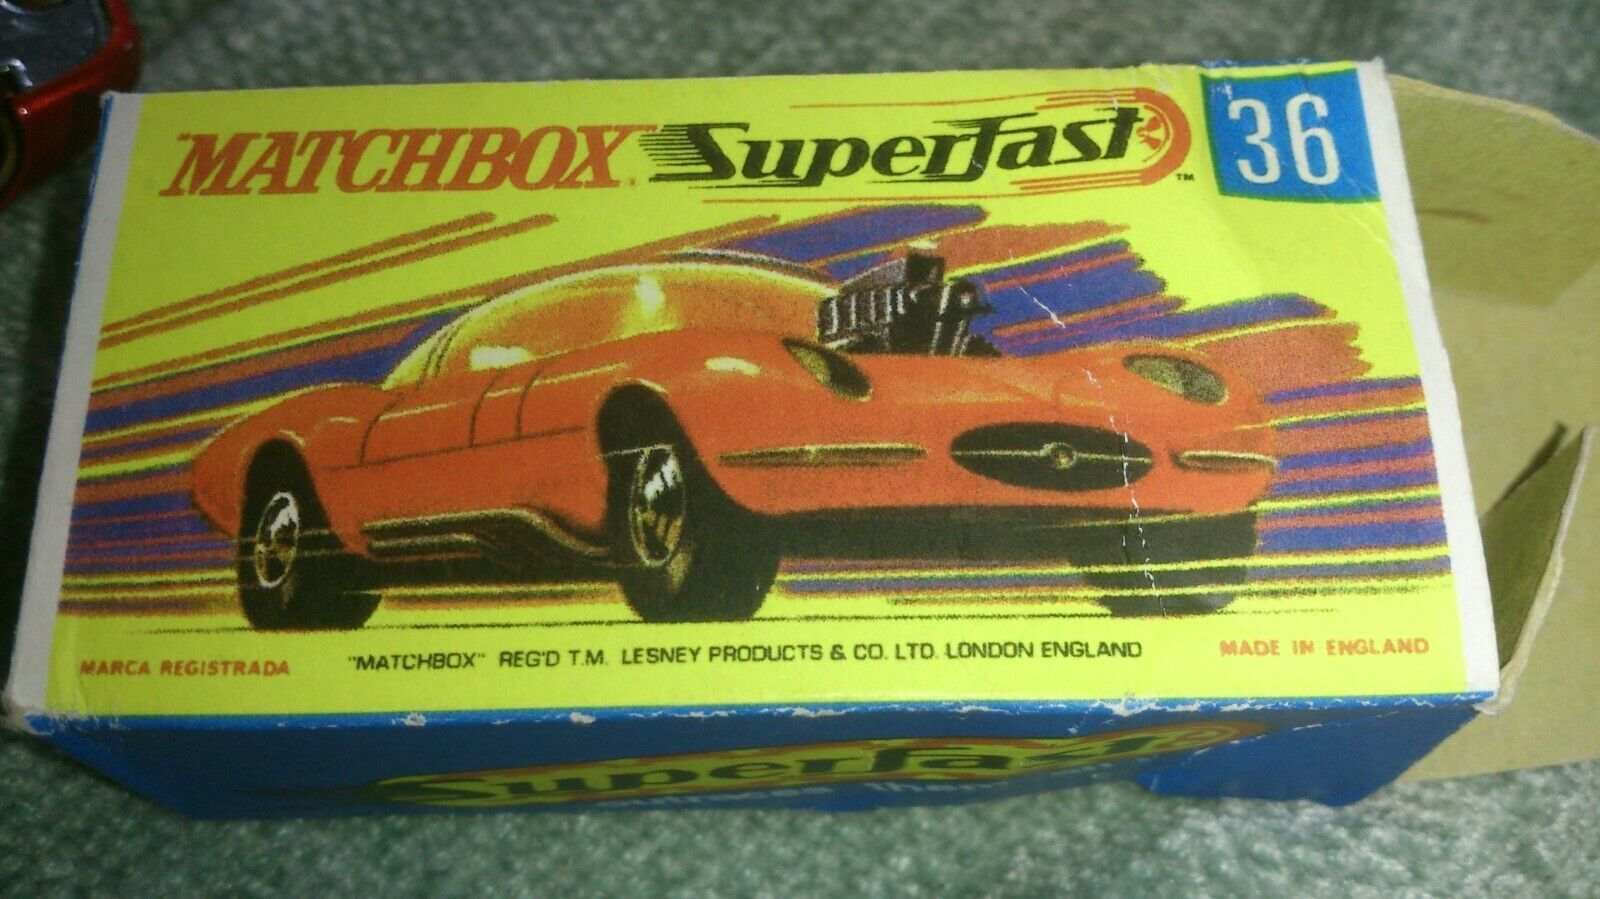 "MATCHBOX Superfast TM 36
MARCA REGISTRADA "MATCHBOX" REG'D T.M. LESNEY PRODUCTS & CO. LTD. LONDON ENGLAND MADE IN ENGLAND
Superfast